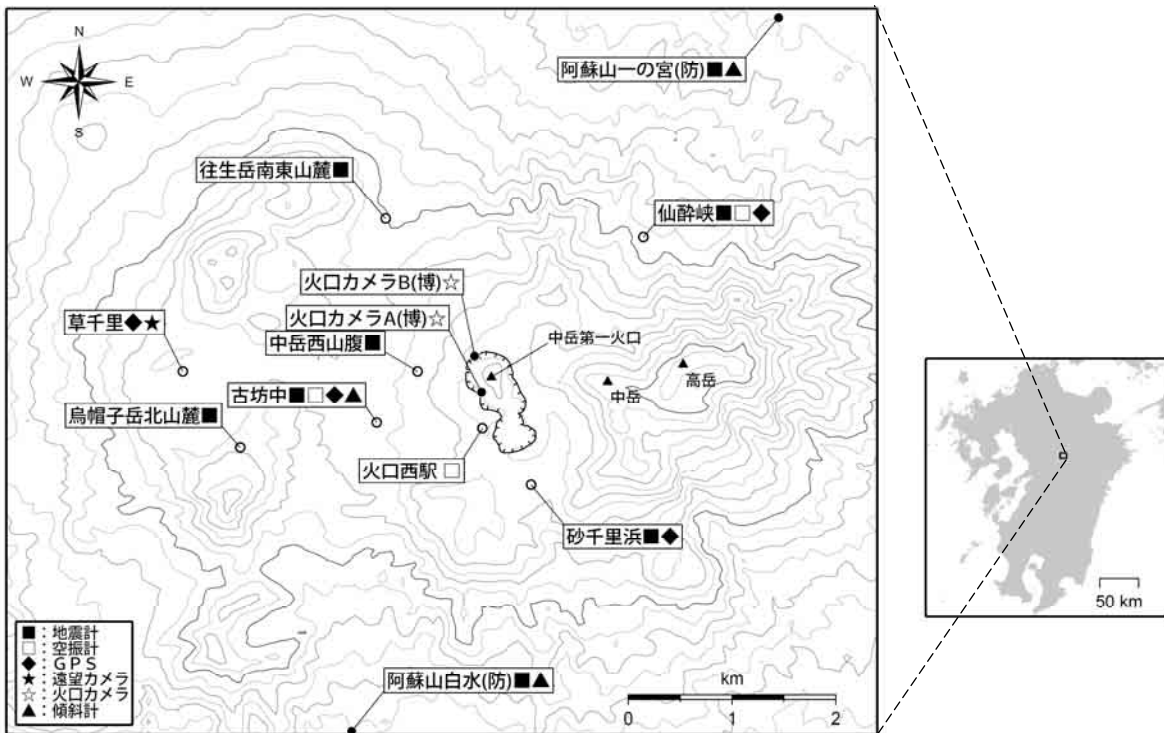 N
W E
S
阿蘇山一の宮(防)■▲
往生岳南東山麓■
仙酔峡■□◆
火口カメラB(博)☆
火口カメラA(博)☆
草千里◆★
中岳西山腹■
中岳第一火口
高岳
中岳
古坊中■□◆▲
烏帽子岳北山麓■
火口西駅 □
砂千里浜■◆
阿蘇山白水(防)■▲
■:地震計
□:空振計
◆:GPS
★:遠望カメラ
☆:火口カメラ
▲:傾斜計
km
0 1 2
50 km